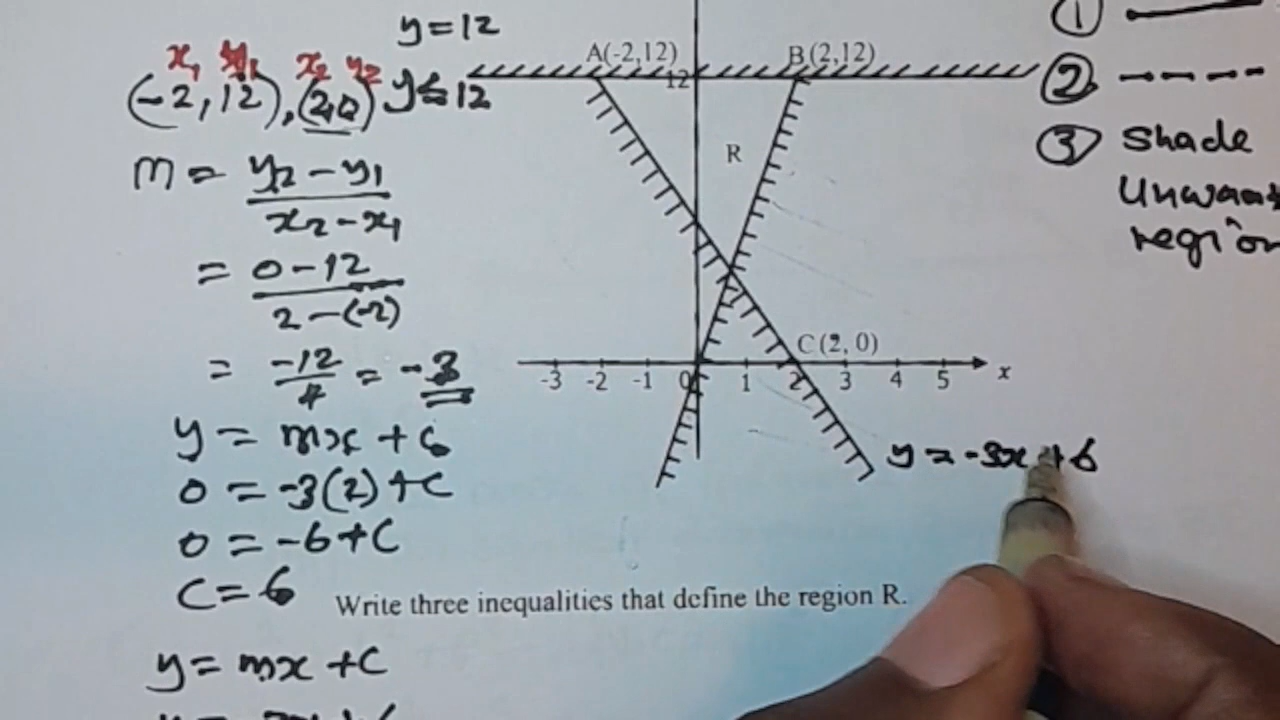 y = 12
x₁ y₁ x₂ y₂
(-2, 12), (2,0) y ≤ 12
m = y₂ - y₁ / x₂ - x₁
= 0 - 12 / 2 - (-2)
= -12 / 4 = -3
y = mx + c
0 = -3(2) + C
0 = -6 + C
C = 6
y = mx + C
A(-2,12) B(2,12)
12
R
C(2, 0)
-3 -2 -1 0 1 2 3 4 5 x
y = -3x + 6
Write three inequalities that define the region R.
①
②
③ Shade
region